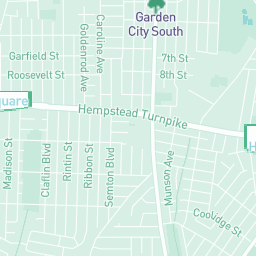 Garden
City South
Caroline Ave
Goldenrod Ave
Garfield St
7th St
Roosevelt St
8th St
quare
Hempstead Turnpike
H
Madison St
Claflin Blvd
Rintin St
Ribbon St
Semton Blvd
Munson Ave
Coolidge St